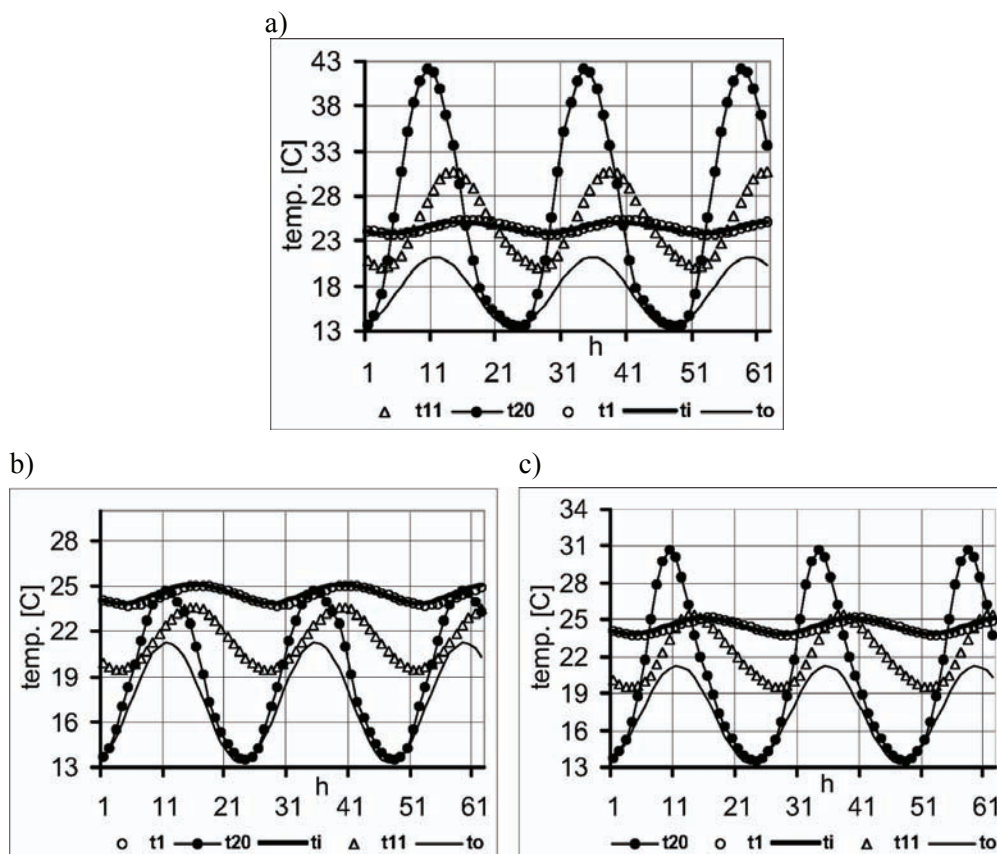 a)
temp. [C]
43
38
33
28
23
18
13
h
1 11 21 31 41 51 61
t11 t20 t1 ti to
b)
temp. [C]
28
25
22
19
16
13
h
1 11 21 31 41 51 61
t1 t20 ti t11 to
c)
temp. [C]
34
31
28
25
22
19
16
13
h
1 11 21 31 41 51 61
t20 t1 ti t11 to